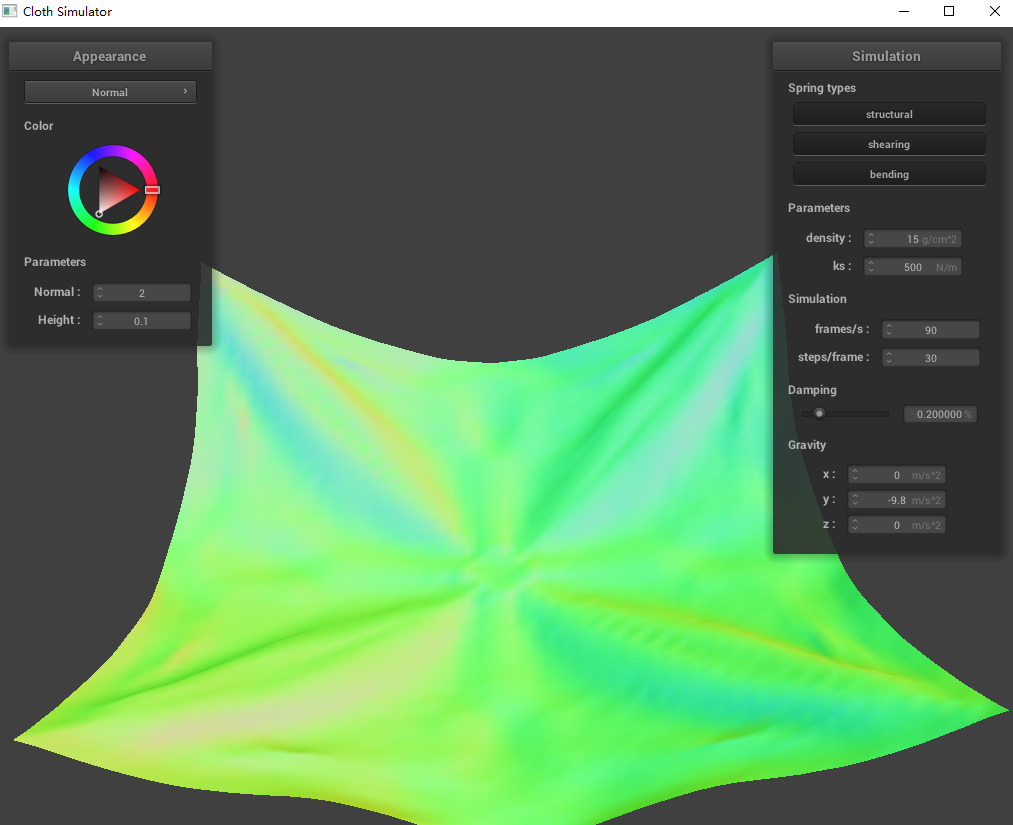 Cloth Simulator
Appearance
Normal
Color
Parameters
Normal : 2
Height : 0.1
Simulation
Spring types
structural
shearing
bending
Parameters
density : 15 g/cm^2
ks : 500 N/m
Simulation
frames/s : 90
steps/frame : 30
Damping
0.200000 %
Gravity
x : 0 m/s^2
y : -9.8 m/s^2
z : 0 m/s^2